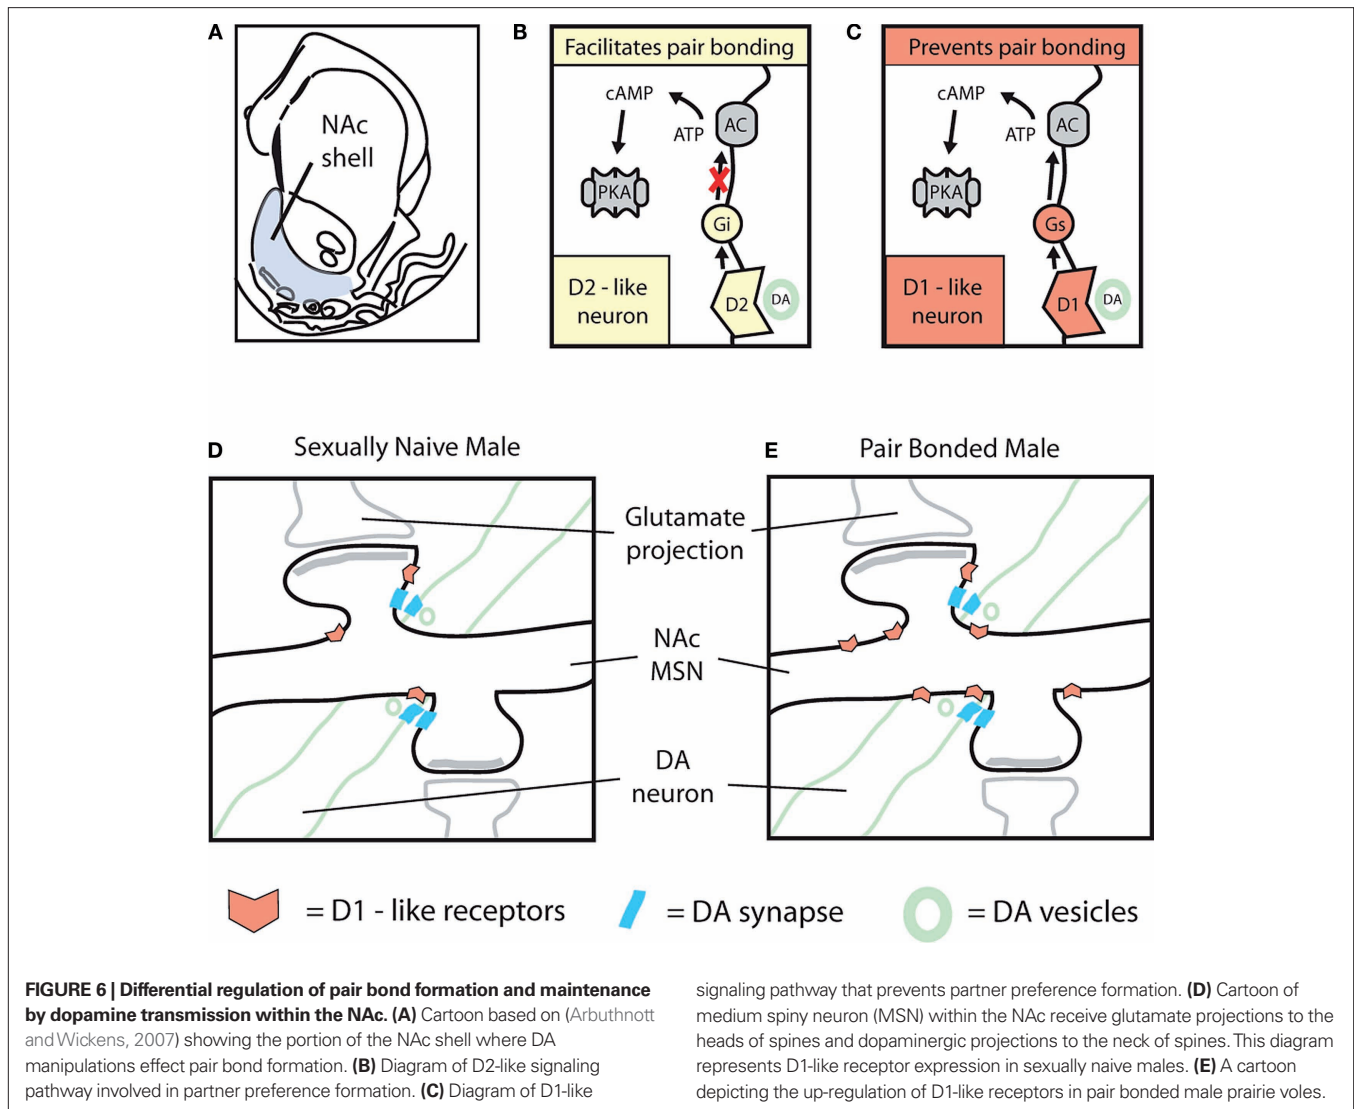 A
NAc
shell
B
Facilitates pair bonding
cAMP
ATP
AC
PKA
Gi
D2 - like
neuron
D2
DA
C
Prevents pair bonding
cAMP
ATP
AC
PKA
Gs
D1 - like
neuron
D1
DA
D
Sexually Naive Male
E
Pair Bonded Male
Glutamate
projection
NAc
MSN
DA
neuron
= D1 - like receptors
= DA synapse
= DA vesicles
FIGURE 6 | Differential regulation of pair bond formation and maintenance
by dopamine transmission within the NAc. (A) Cartoon based on (Arbuthnott
and Wickens, 2007) showing the portion of the NAc shell where DA
manipulations effect pair bond formation. (B) Diagram of D2-like signaling
pathway involved in partner preference formation. (C) Diagram of D1-like
signaling pathway that prevents partner preference formation. (D) Cartoon of
medium spiny neuron (MSN) within the NAc receive glutamate projections to the
heads of spines and dopaminergic projections to the neck of spines. This diagram
represents D1-like receptor expression in sexually naive males. (E) A cartoon
depicting the up-regulation of D1-like receptors in pair bonded male prairie voles.